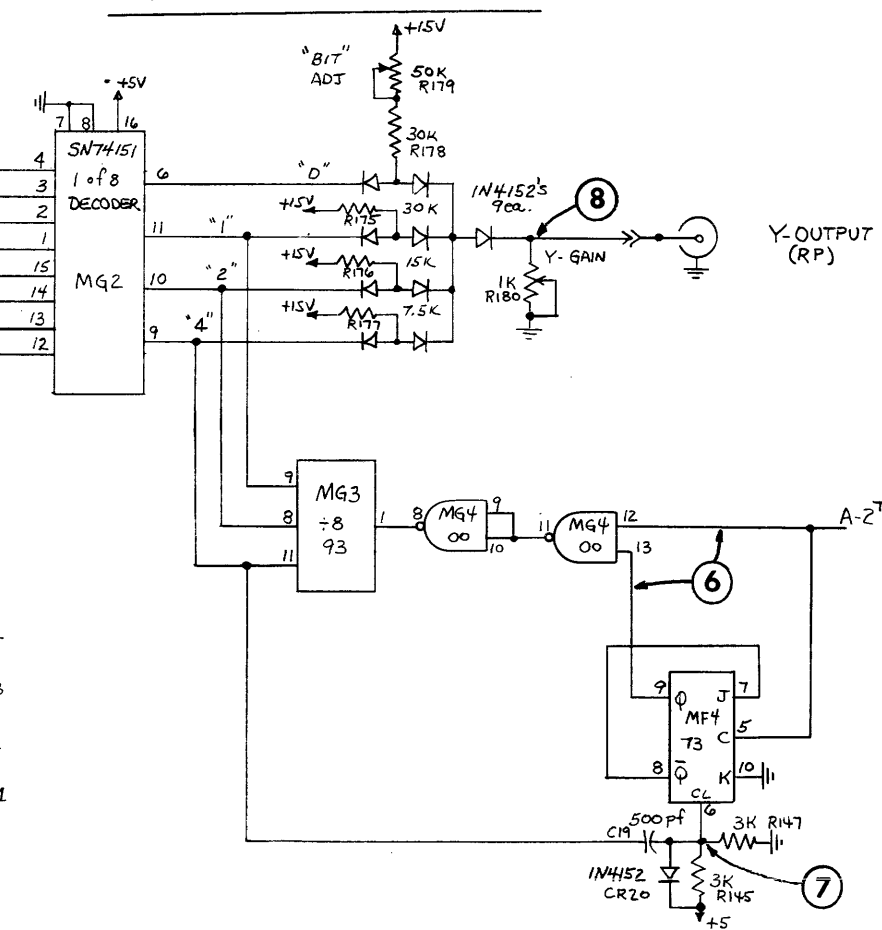 +15V
"BIT"
ADJ
50K
R179
+5V
7 8 16
30K
R178
SN74151
1 of 8
DECODER
MG2
4
3
2
1
15
14
13
12
6
"0"
+15V
R175
30K
11
"1"
+15V
R176
15K
10
"2"
+15V
R177
7.5K
9
"4"
1N4152's
9ea.
8
Y-GAIN
1K
R180
Y-OUTPUT
(RP)
9
8
11
MG3
÷8
93
1
8
MG4
00
9
10
11
MG4
00
12
13
A-2⁷
6
9 Q J 7
MF4
73 C 5
8 Q̅ K 10
CL
6
500pf
C19
3K R147
1N4152
CR20
3K
R145
+5
7